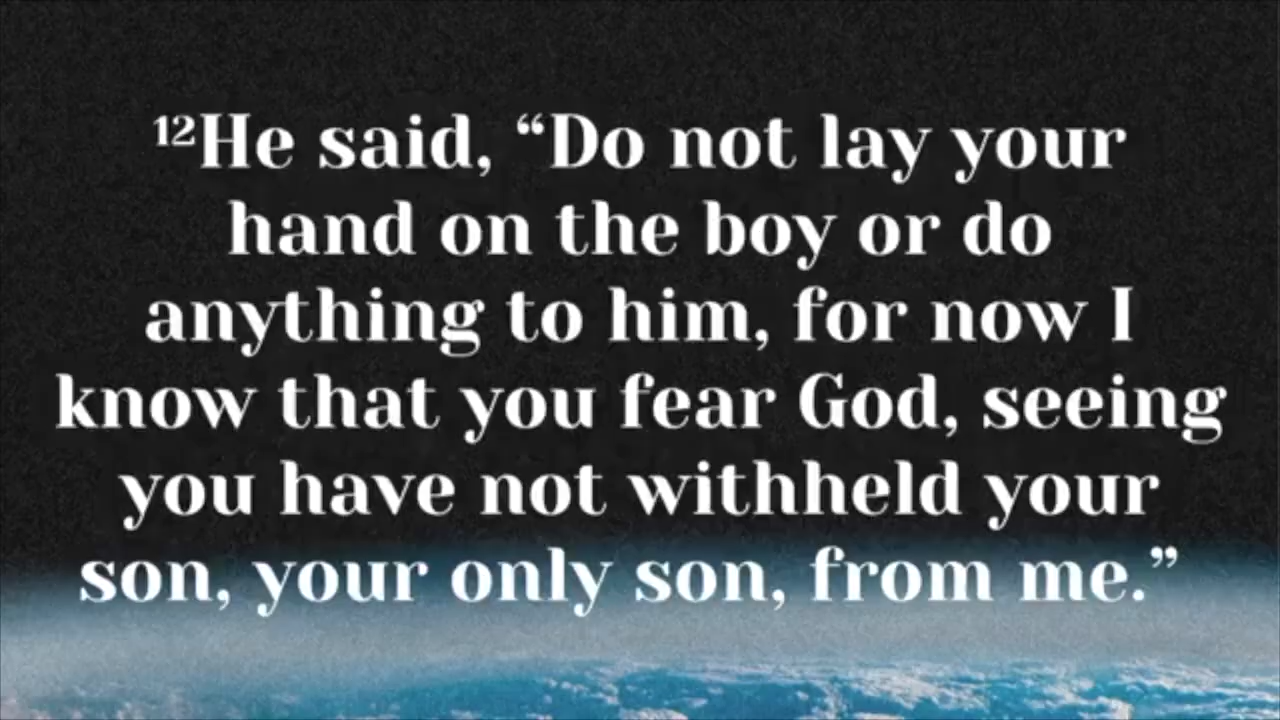 ¹²He said, “Do not lay your
hand on the boy or do
anything to him, for now I
know that you fear God, seeing
you have not withheld your
son, your only son, from me.”